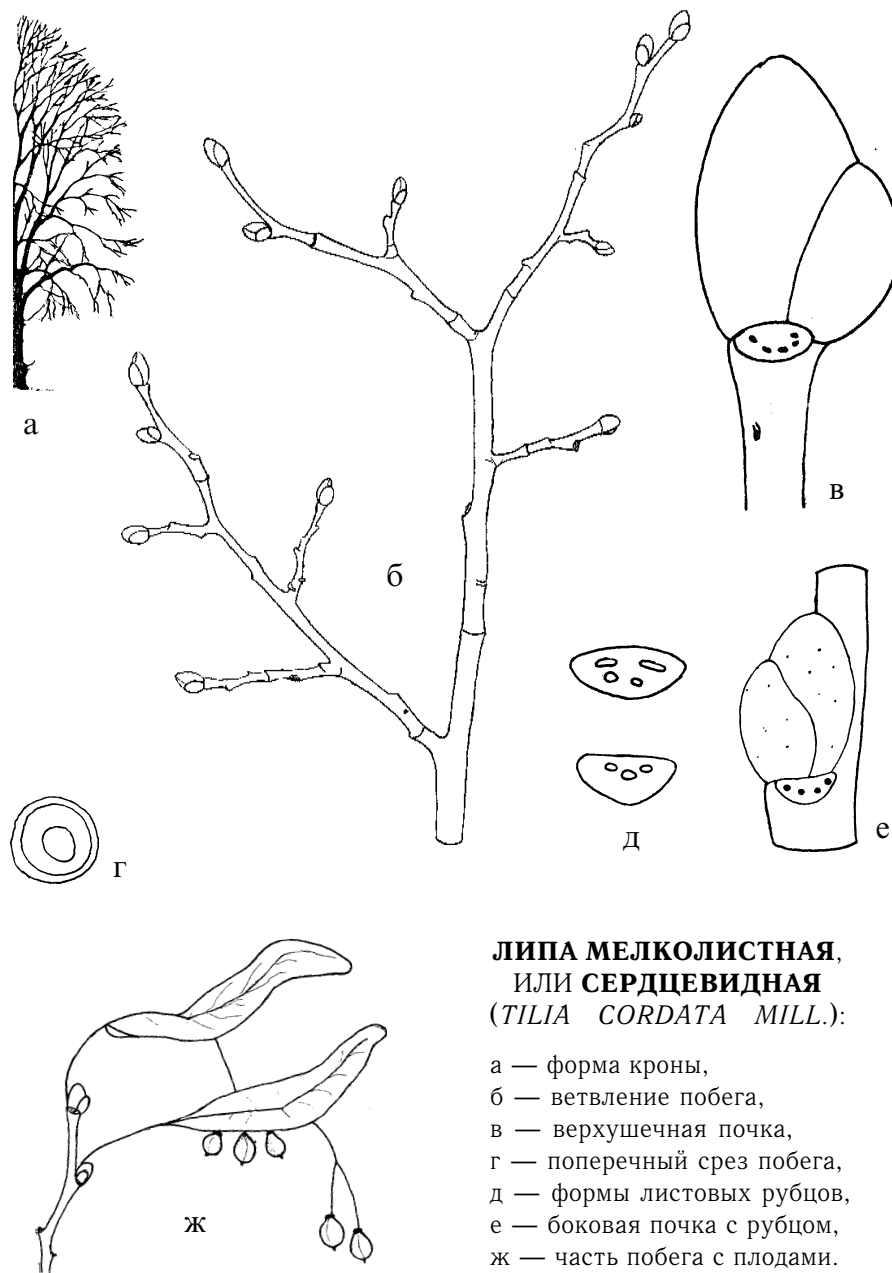 а
б
в
г
д
е
ж
ЛИПА МЕЛКОЛИСТНАЯ,
ИЛИ СЕРДЦЕВИДНАЯ
(TILIA CORDATA MILL.):
а — форма кроны,
б — ветвление побега,
в — верхушечная почка,
г — поперечный срез побега,
д — формы листовых рубцов,
е — боковая почка с рубцом,
ж — часть побега с плодами.